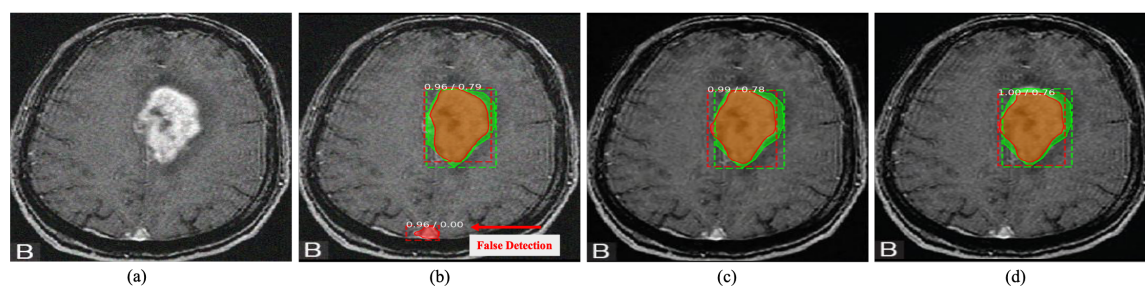 0.96 / 0.79
0.99 / 0.78
1.00 / 0.76
0.96 / 0.00
False Detection
B
B
B
B
(a)
(b)
(c)
(d)